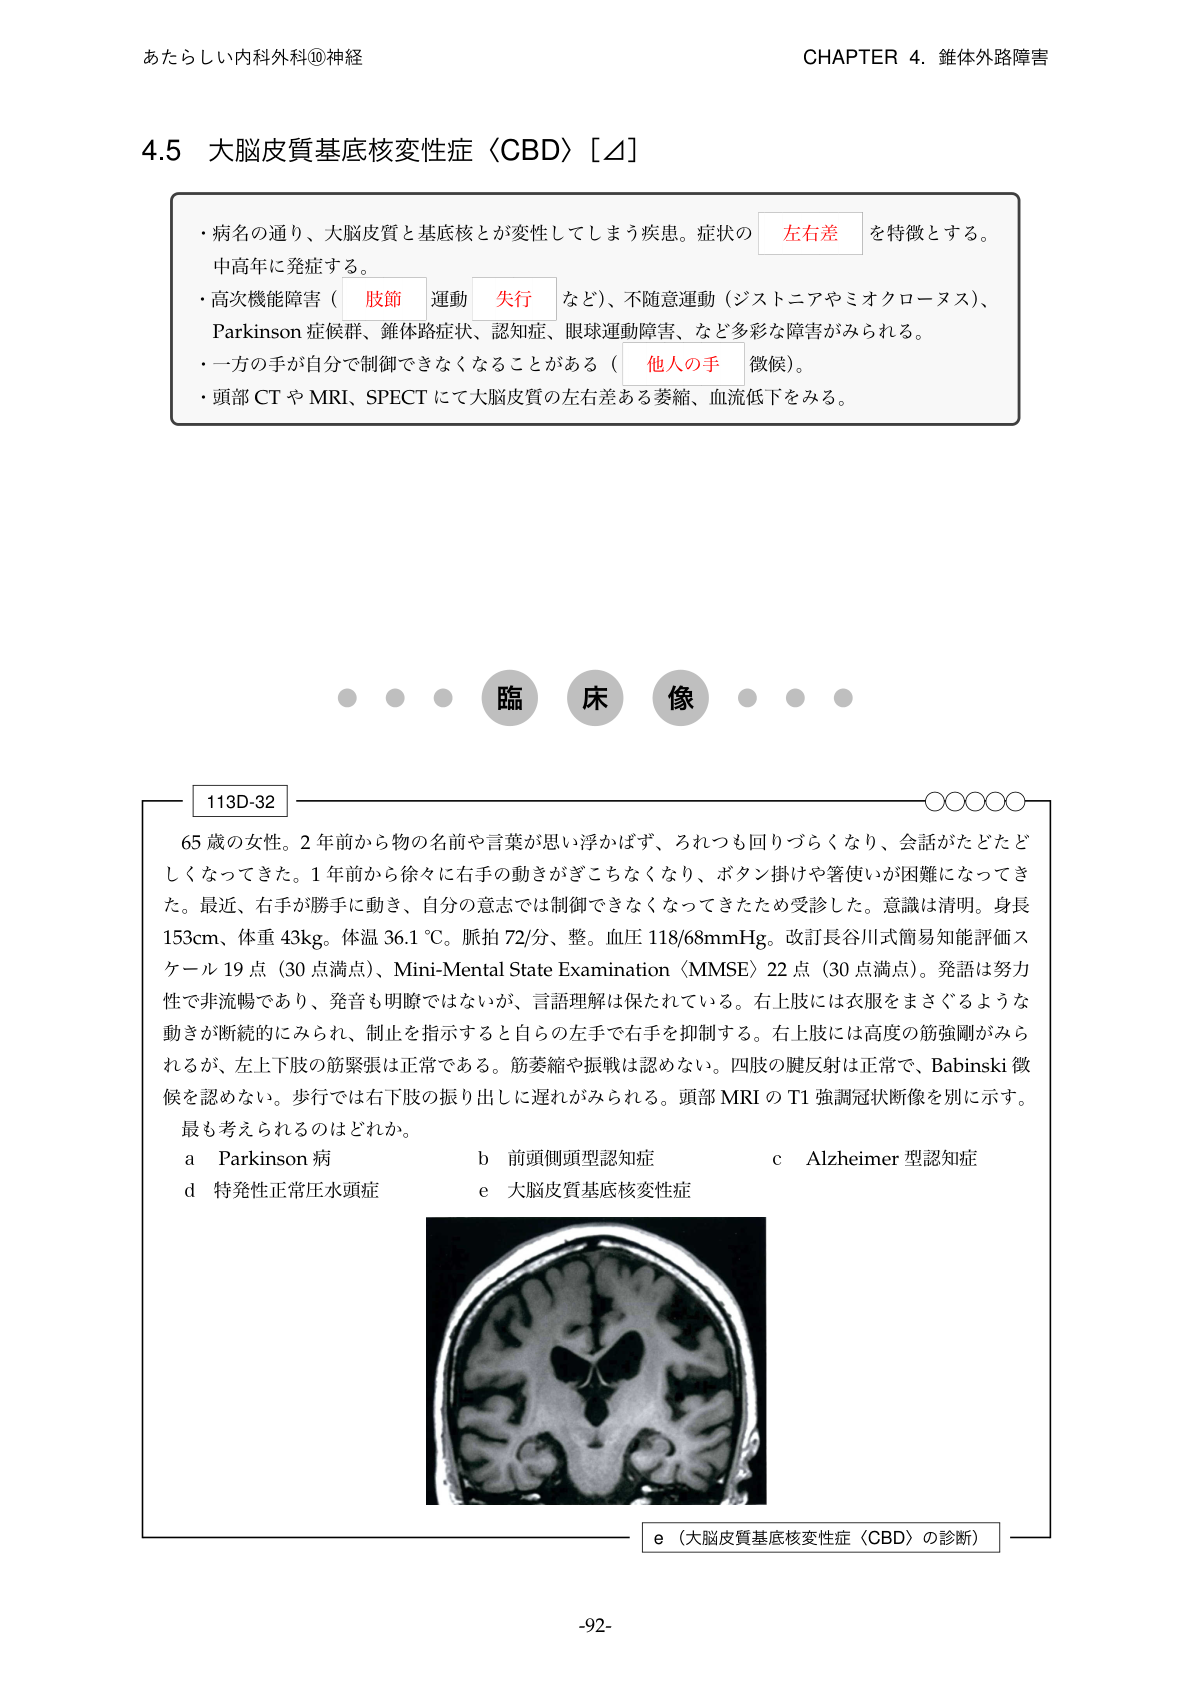 あたらしい内科外科⑩神経
CHAPTER 4. 錐体外路障害
4.5 大脳皮質基底核変性症〈CBD〉[⊿]
・病名の通り、大脳皮質と基底核とが変性してしまう疾患。症状の 左右差 を特徴とする。
中高年に発症する。
・高次機能障害（ 肢節 運動 失行 など）、不随意運動（ジストニアやミオクローヌス）、
Parkinson 症候群、錐体路症状、認知症、眼球運動障害、など多彩な障害がみられる。
・一方の手が自分で制御できなくなることがある（ 他人の手 徴候）。
・頭部 CT や MRI、SPECT にて大脳皮質の左右差ある萎縮、血流低下をみる。
臨 床 像
113D-32
65 歳の女性。2 年前から物の名前や言葉が思い浮かばず、ろれつも回りづらくなり、会話がたどたど
しくなってきた。1 年前から徐々に右手の動きがぎこちなくなり、ボタン掛けや箸使いが困難になってき
た。最近、右手が勝手に動き、自分の意志では制御できなくなってきたため受診した。意識は清明。身長
153cm、体重 43kg。体温 36.1 ℃。脈拍 72/分、整。血圧 118/68mmHg。改訂長谷川式簡易知能評価ス
ケール 19 点（30 点満点）、Mini-Mental State Examination〈MMSE〉22 点（30 点満点）。発語は努力
性で非流暢であり、発音も明瞭ではないが、言語理解は保たれている。右上肢には衣服をまさぐるような
動きが断続的にみられ、制止を指示すると自らの左手で右手を抑制する。右上肢には高度の筋強剛がみら
れるが、左上下肢の筋緊張は正常である。筋萎縮や振戦は認めない。四肢の腱反射は正常で、Babinski 徴
候を認めない。歩行では右下肢の振り出しに遅れがみられる。頭部 MRI の T1 強調冠状断像を別に示す。
最も考えられるのはどれか。
a Parkinson 病 b 前頭側頭型認知症 c Alzheimer 型認知症
d 特発性正常圧水頭症 e 大脳皮質基底核変性症
e （大脳皮質基底核変性症〈CBD〉の診断）
-92-